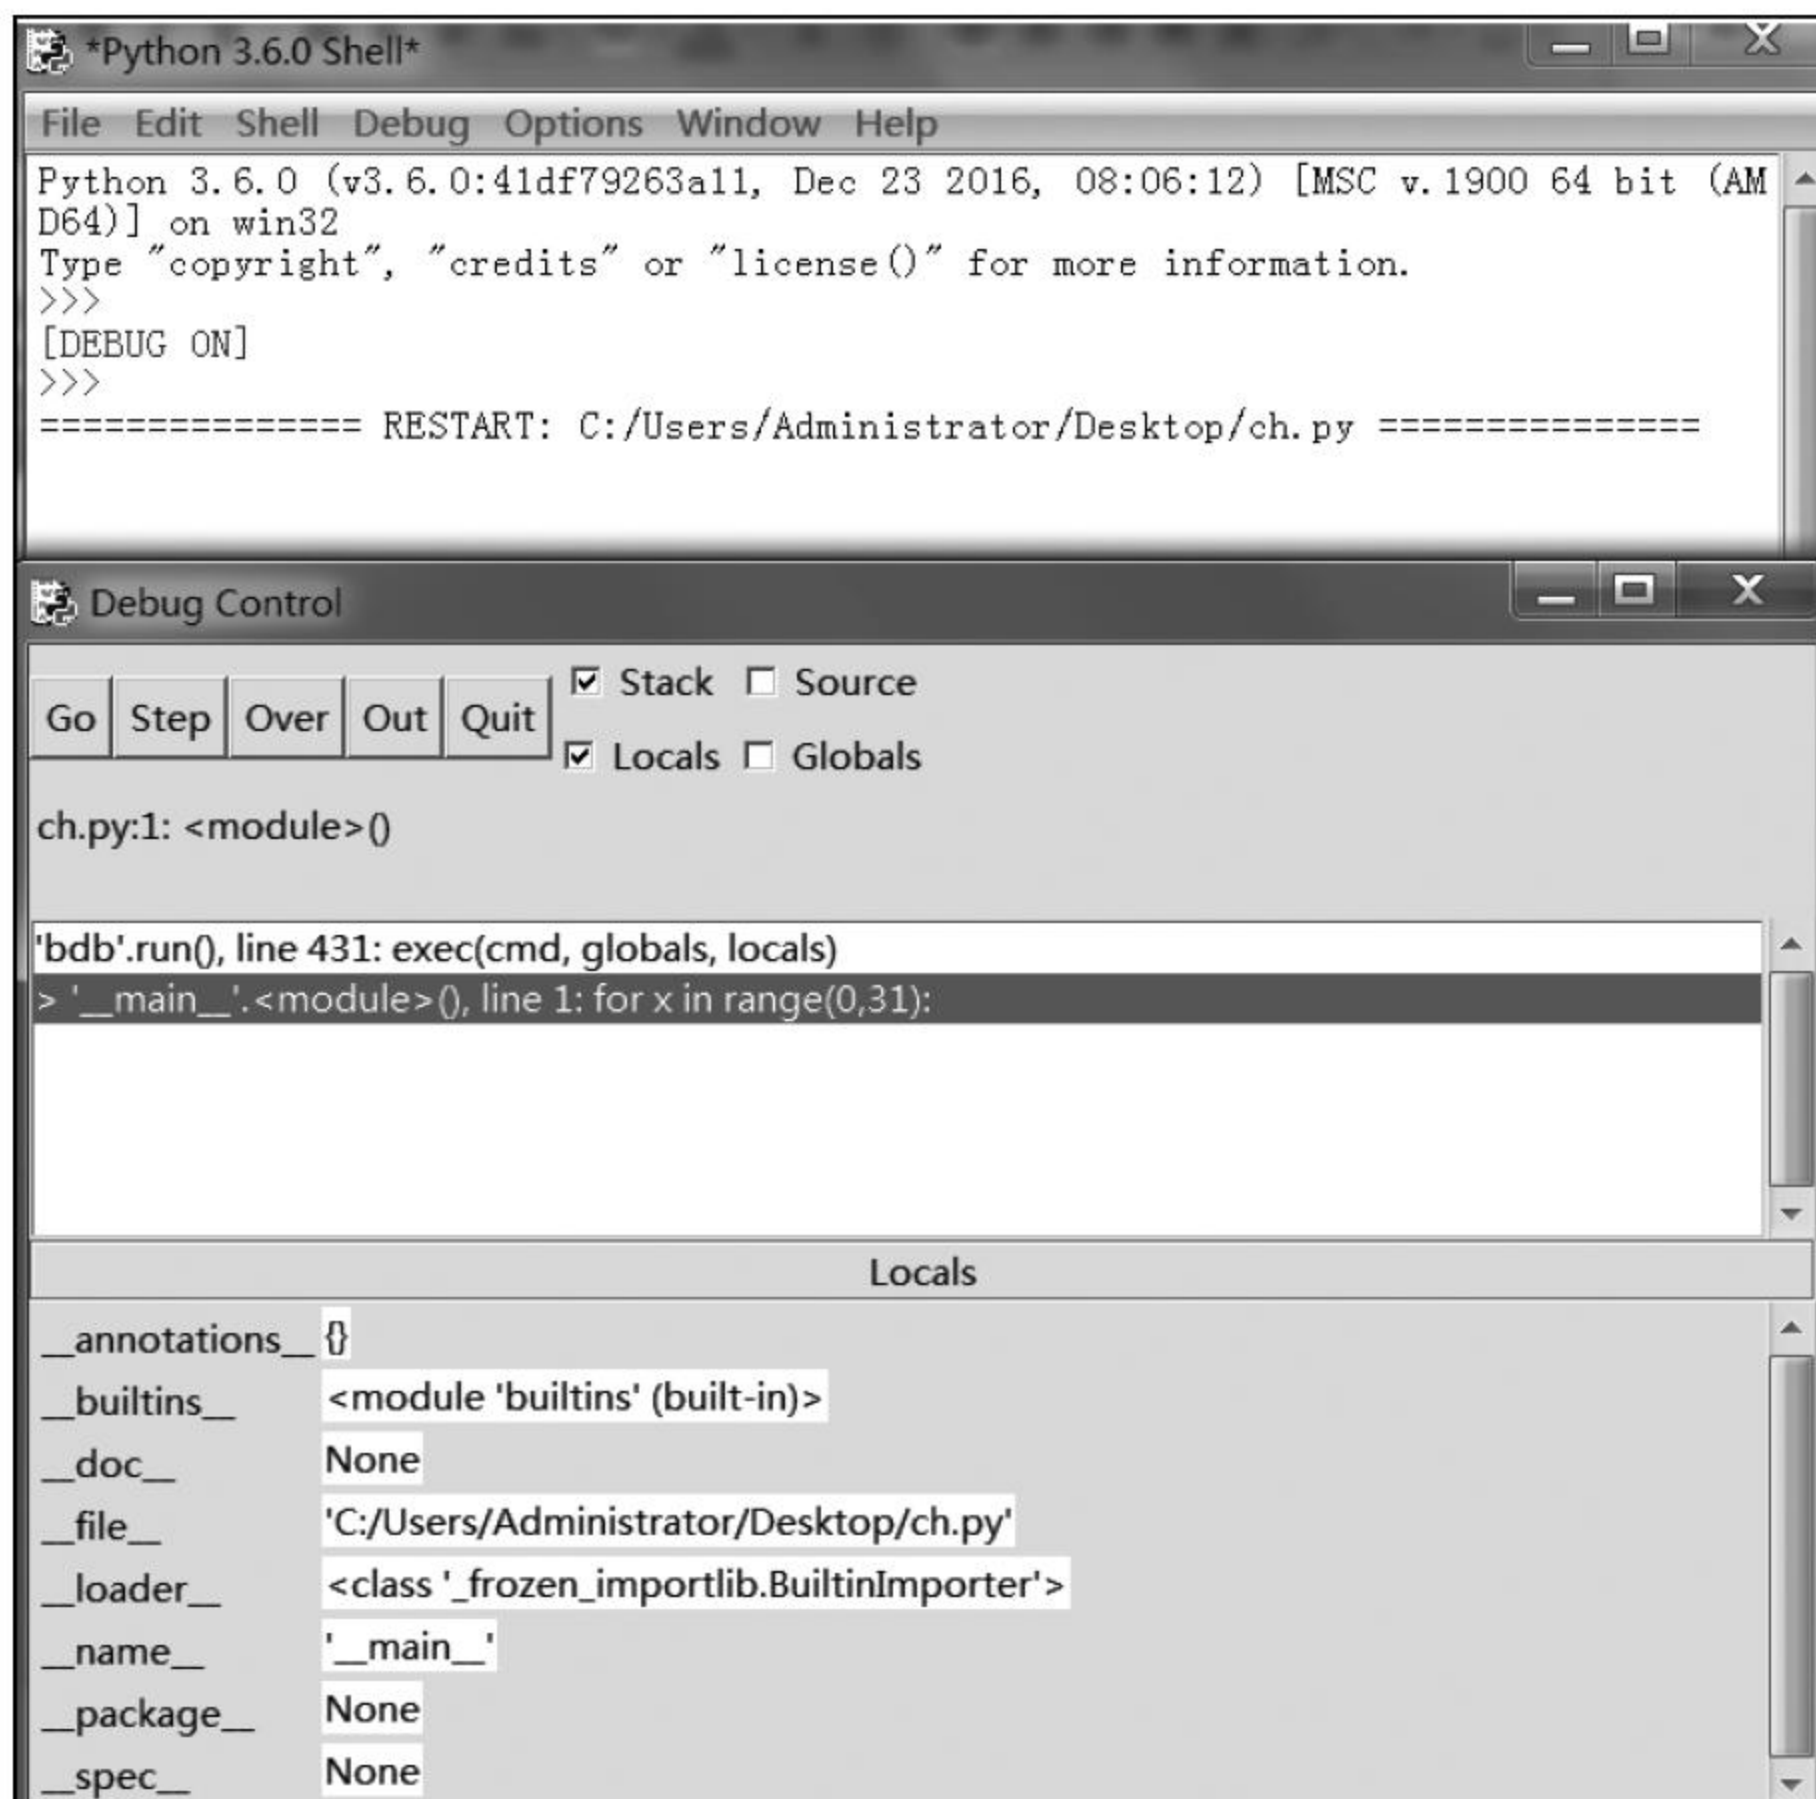 *Python 3.6.0 Shell*
File Edit Shell Debug Options Window Help
Python 3.6.0 (v3.6.0:41df79263a11, Dec 23 2016, 08:06:12) [MSC v.1900 64 bit (AM
D64)] on win32
Type "copyright", "credits" or "license()" for more information.
>>>
[DEBUG ON]
>>>
=============== RESTART: C:/Users/Administrator/Desktop/ch.py ===============
Debug Control
Go Step Over Out Quit
Stack Source
Locals Globals
ch.py:1: <module>()
'bdb'.run(), line 431: exec(cmd, globals, locals)
> '__main__'.<module>(), line 1: for x in range(0,31):
Locals
__annotations__ {}
__builtins__ <module 'builtins' (built-in)>
__doc__ None
__file__ 'C:/Users/Administrator/Desktop/ch.py'
__loader__ <class '_frozen_importlib.BuiltinImporter'>
__name__ '__main__'
__package__ None
__spec__ None